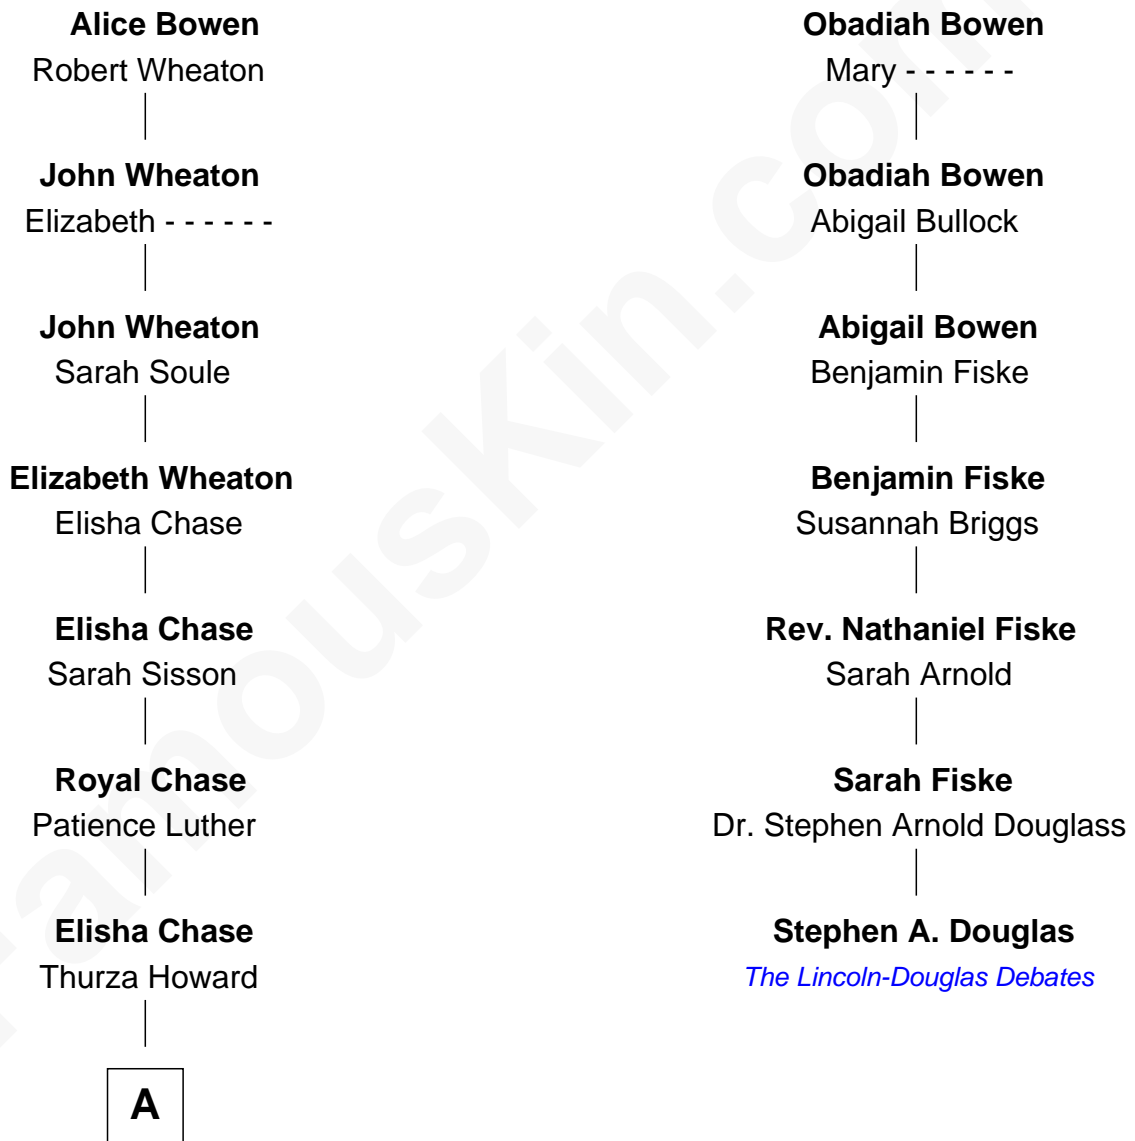 Alice Bowen
Robert Wheaton
John Wheaton
Elizabeth - - - - - -
John Wheaton
Sarah Soule
Elizabeth Wheaton
Elisha Chase
Elisha Chase
Sarah Sisson
Royal Chase
Patience Luther
Elisha Chase
Thurza Howard
A
Obadiah Bowen
Mary - - - - - -
Obadiah Bowen
Abigail Bullock
Abigail Bowen
Benjamin Fiske
Benjamin Fiske
Susannah Briggs
Rev. Nathaniel Fiske
Sarah Arnold
Sarah Fiske
Dr. Stephen Arnold Douglass
Stephen A. Douglas
The Lincoln-Douglas Debates
FamousKin.com